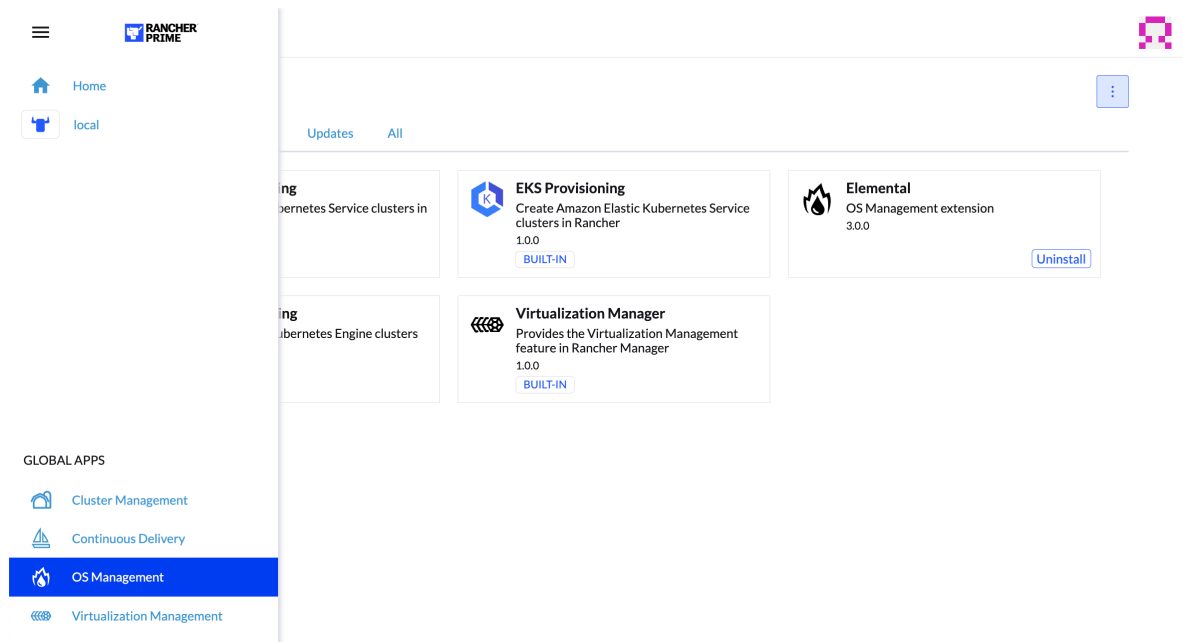 RANCHER
PRIME
Home
local
Updates All
ng
Kubernetes Service clusters in
EKS Provisioning
Create Amazon Elastic Kubernetes Service
clusters in Rancher
1.0.0
BUILT-IN
Elemental
OS Management extension
3.0.0
Uninstall
ing
Kubernetes Engine clusters
Virtualization Manager
Provides the Virtualization Management
feature in Rancher Manager
1.0.0
BUILT-IN
GLOBAL APPS
Cluster Management
Continuous Delivery
OS Management
Virtualization Management